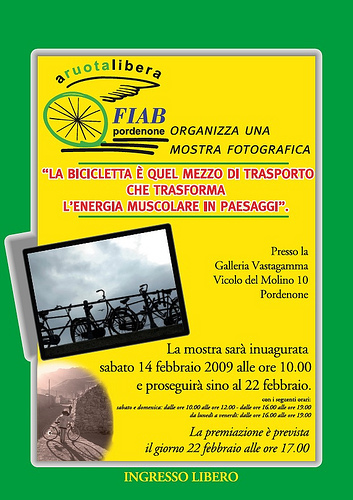 aruotalibera
FIAB
pordenone
ORGANIZZA UNA
MOSTRA FOTOGRAFICA
“LA BICICLETTA È QUEL MEZZO DI TRASPORTO
CHE TRASFORMA
L’ENERGIA MUSCOLARE IN PAESAGGI”.
Presso la
Galleria Vastagamma
Vicolo del Molino 10
Pordenone
La mostra sarà inuagurata
sabato 14 febbraio 2009 alle ore 10.00
e proseguirà sino al 22 febbraio.
con i seguenti orari:
sabato e domenica: dalle ore 10.00 alle ore 12.00 - dalle ore 16.00 alle ore 19.00
da lunedì a venerdì: dalle ore 16.00 alle ore 19.00
La premiazione è prevista
il giorno 22 febbraio alle ore 17.00
INGRESSO LIBERO